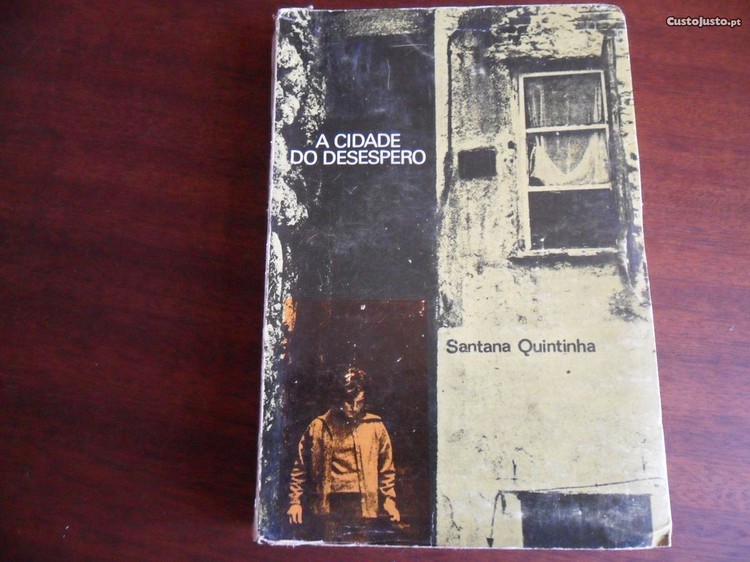 CustoJusto.pt
A CIDADE
DO DESESPERO
Santana Quintinha